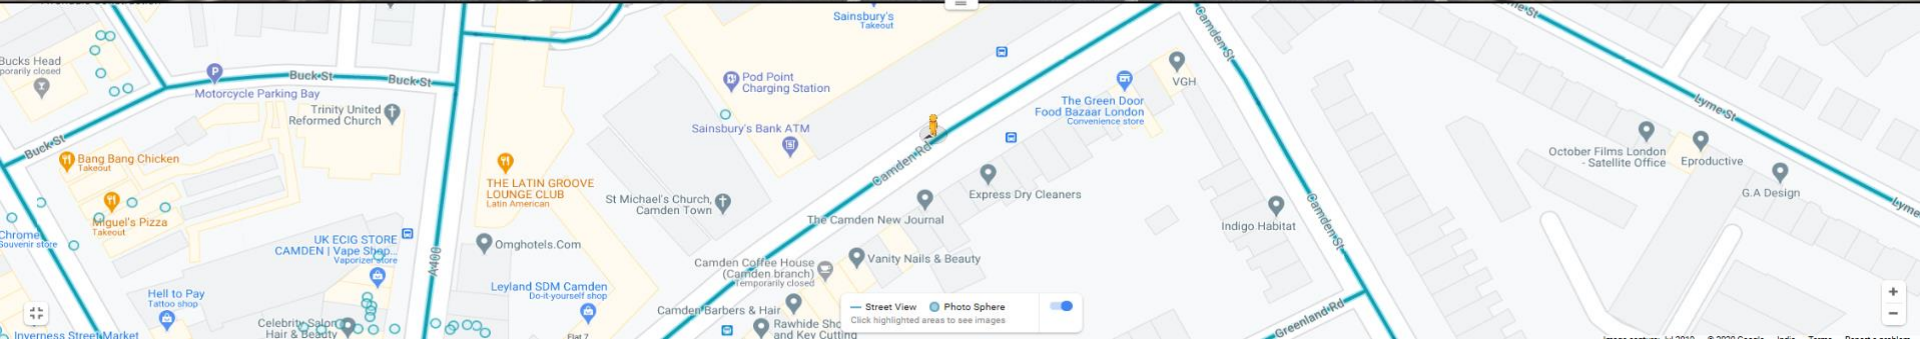 Sainsbury's
Takeout
Camden St
Lyme St
Bucks Head
porarily closed
Buck St
Buck St
Motorcycle Parking Bay
P
Pod Point
Charging Station
VGH
The Green Door
Food Bazaar London
Convenience store
Lyme St
Trinity United
Reformed Church
Sainsbury's Bank ATM
Buck St
Bang Bang Chicken
Takeout
Camden Rd
October Films London
- Satellite Office
Eproductive
THE LATIN GROOVE
LOUNGE CLUB
Latin American
Express Dry Cleaners
G.A Design
St Michael's Church,
Camden Town
Miguel's Pizza
Takeout
The Camden New Journal
Indigo Habitat
Camden St
Lyme
Chrome
Souvenir store
UK ECIG STORE
CAMDEN | Vape Shop...
Vaporizer store
Omghotels.Com
A400
Vanity Nails & Beauty
Camden Coffee House
(Camden branch)
Temporarily closed
Leyland SDM Camden
Do-it-yourself shop
Hell to Pay
Tattoo shop
Camden Barbers & Hair
Street View
Photo Sphere
Click highlighted areas to see images
Greenland Rd
Celebrity Salon
Hair & Beauty
Rawhide Sho
and Key Cutting
Inverness Street Market
Flat 7